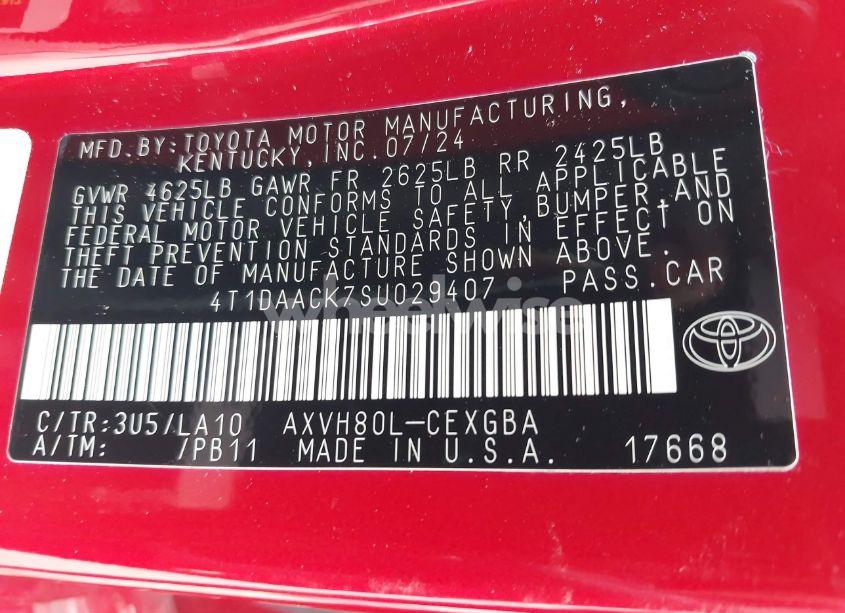 MFD.BY:TOYOTA MOTOR MANUFACTURING,
KENTUCKY,INC.07/24
GVWR 4625LB GAWR FR 2625LB RR 2425LB
THIS VEHICLE CONFORMS TO ALL APPLICABLE
FEDERAL MOTOR VEHICLE SAFETY,BUMPER,AND
THEFT PREVENTION STANDARDS IN EFFECT ON
THE DATE OF MANUFACTURE SHOWN ABOVE.
4T1DAACK7SU029407 PASS.CAR
wheelwise
C/TR:3U5/LA10 AXVH80L-CEXGBA
A/TM: /PB11 MADE IN U.S.A. 17668